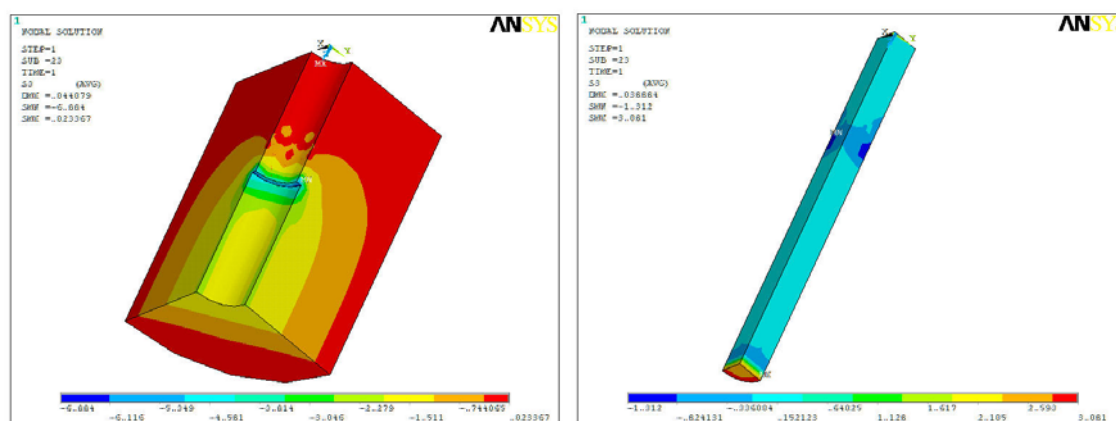 1
ANSYS
NODAL SOLUTION
STEP=1
SUB =23
TIME=1
S3 (AVG)
DMX =.044079
SMN =-6.884
SMX =.023367
X
Y
MX
MN
-6.884 -5.349 -3.814 -2.279 -.744065
-6.116 -4.581 -3.046 -1.511 .023367
1
ANSYS
NODAL SOLUTION
STEP=1
SUB =23
TIME=1
S3 (AVG)
DMX =.038664
SMN =-1.312
SMX =3.081
X
Y
MN
-1.312 -.336004 .64025 1.617 2.593
-.824131 .152123 1.128 2.105 3.081